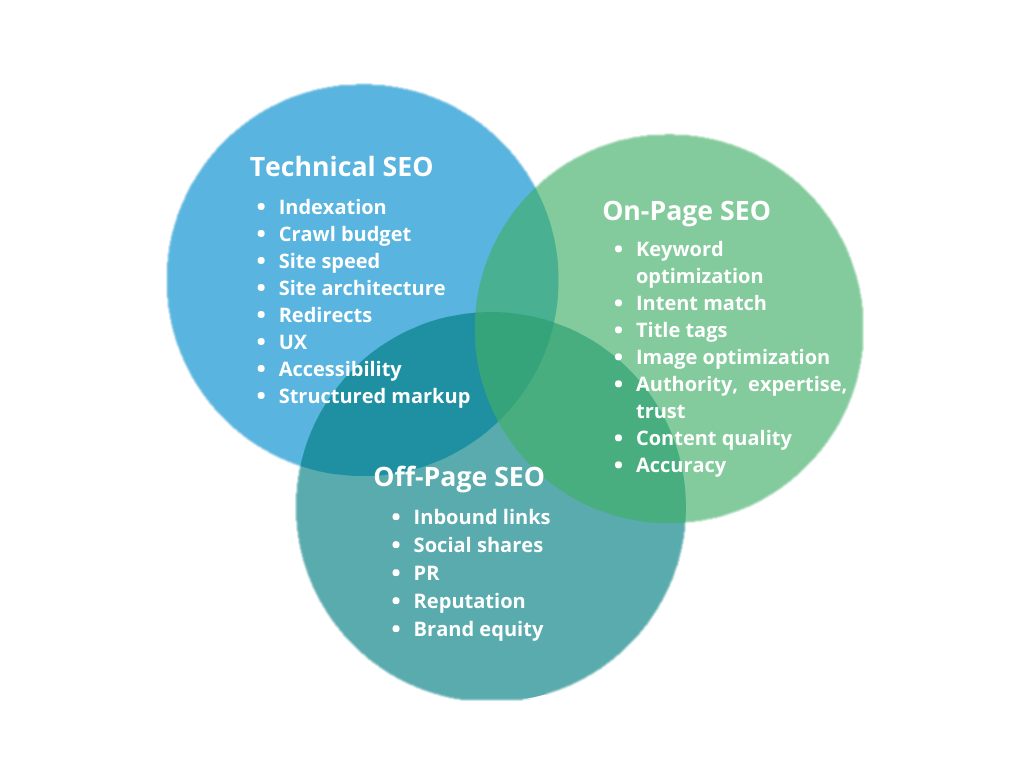 Technical SEO
• Indexation
• Crawl budget
• Site speed
• Site architecture
• Redirects
• UX
• Accessibility
• Structured markup
On-Page SEO
• Keyword
optimization
• Intent match
• Title tags
• Image optimization
• Authority,  expertise,
trust
• Content quality
• Accuracy
Off-Page SEO
• Inbound links
• Social shares
• PR
• Reputation
• Brand equity